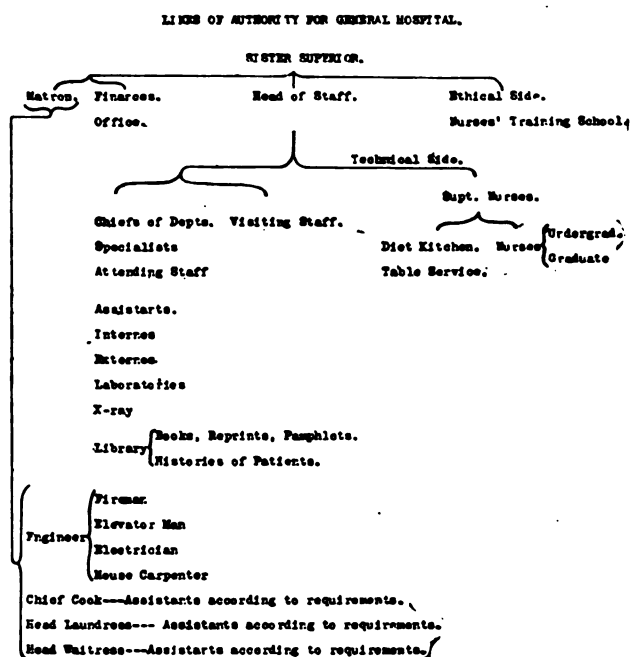 LINES OF AUTHORITY FOR GENERAL HOSPITAL.
SISTER SUPERIOR.
Matron. Finances. Head of Staff. Ethical Side.
Office. Nurses' Training School.
Technical Side.
Supt. Nurses.
Chiefs of Depts. Visiting Staff.
Undergrad.
Specialists Diet Kitchen. Nurses
Graduate
Attending Staff Table Service.
Assistants.
Internes
Externes
Laboratories
X-ray
Books, Reprints, Pamphlets.
Library
Histories of Patients.
Fireman
Elevator Man
Engineer
Electrician
House Carpenter
Chief Cook---Assistants according to requirements.
Head Laundress--- Assistants according to requirements.
Head Waitress---Assistants according to requirements.